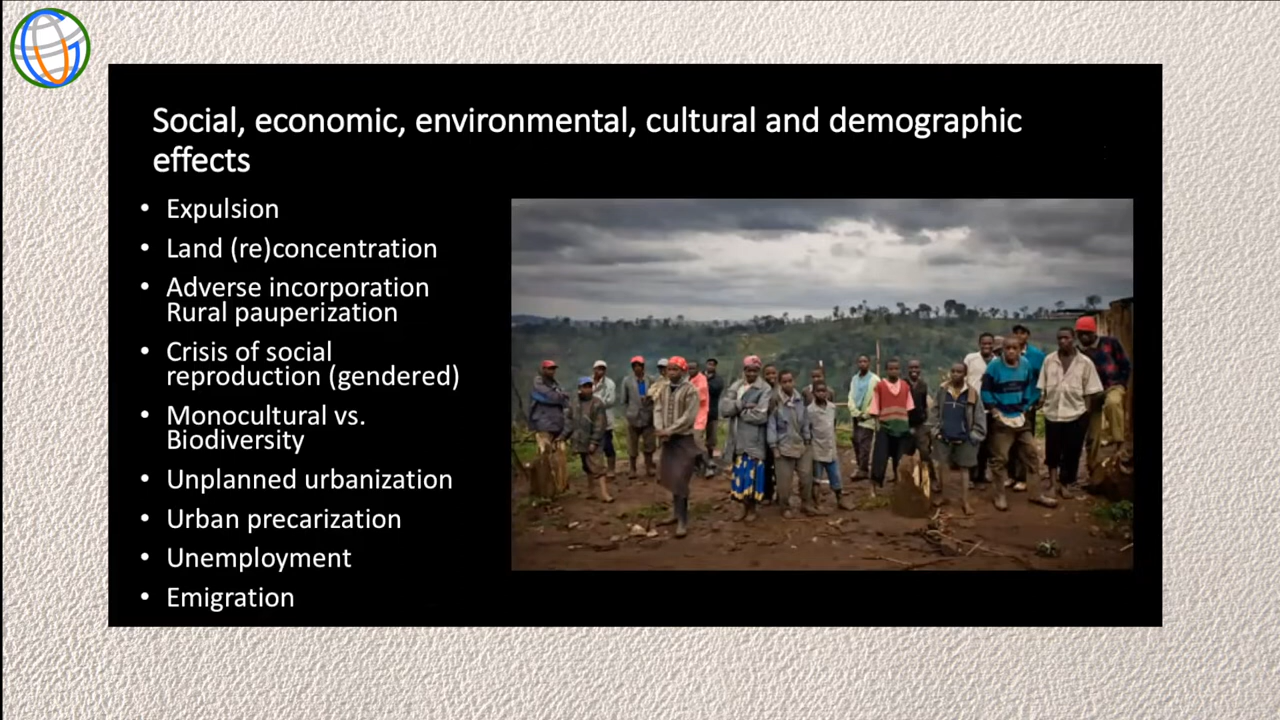 Social, economic, environmental, cultural and demographic
effects
• Expulsion
• Land (re)concentration
• Adverse incorporation
Rural pauperization
• Crisis of social
reproduction (gendered)
• Monocultural vs.
Biodiversity
• Unplanned urbanization
• Urban precarization
• Unemployment
• Emigration